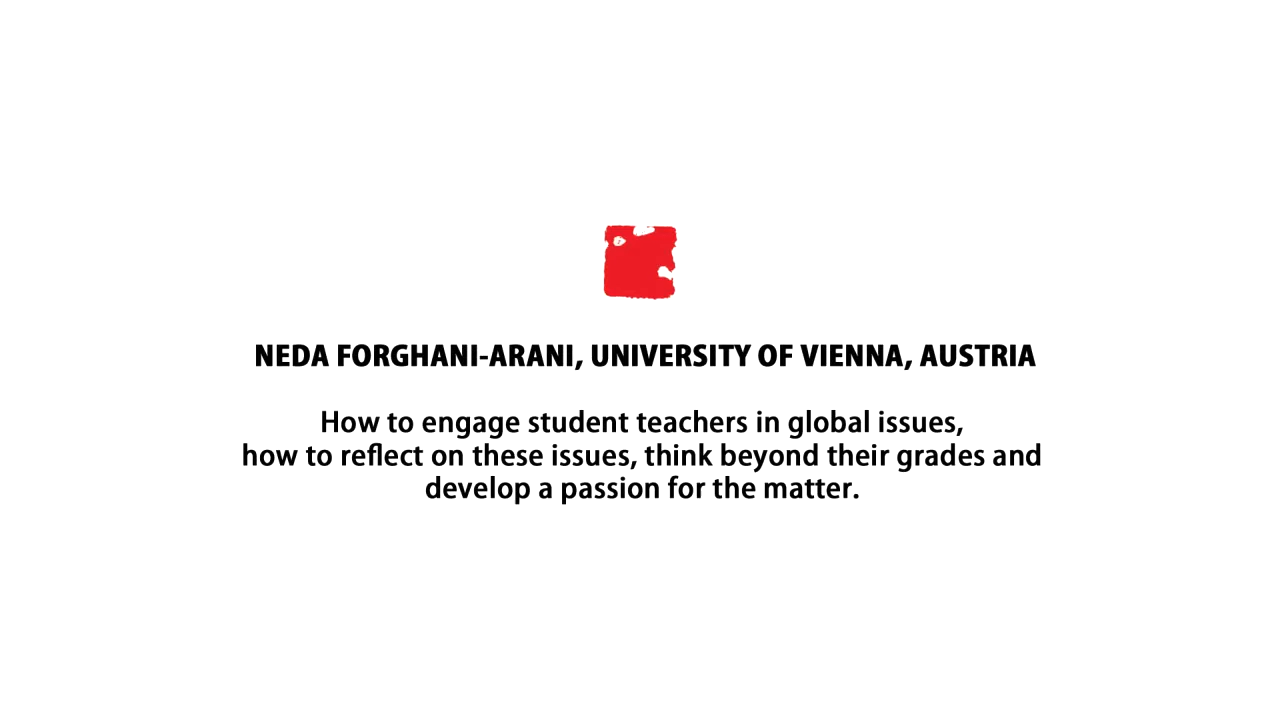 NEDA FORGHANI-ARANI, UNIVERSITY OF VIENNA, AUSTRIA
How to engage student teachers in global issues,
how to reflect on these issues, think beyond their grades and
develop a passion for the matter.